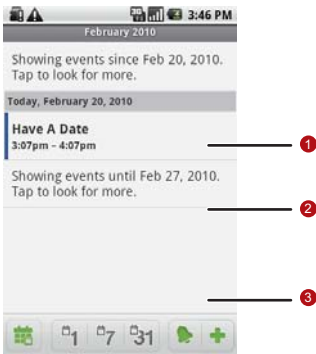 3G
3:46 PM
February 2010
Showing events since Feb 20, 2010.
Tap to look for more.
Today, February 20, 2010
Have A Date
3:07pm – 4:07pm
1
Showing events until Feb 27, 2010.
Tap to look for more.
2
3
1 7 31